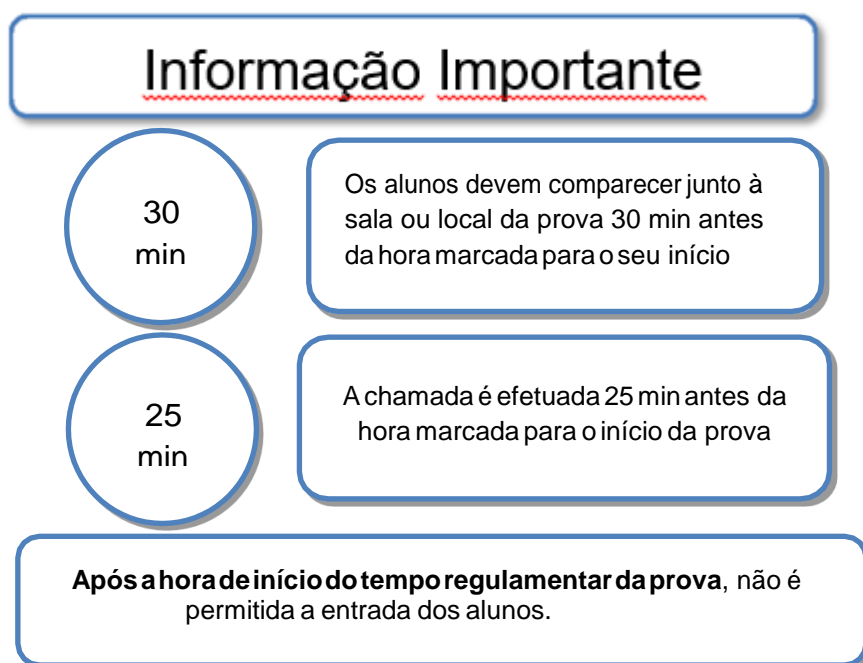 Informação Importante
30
min
Os alunos devem comparecer junto à
sala ou local da prova 30 min antes
da hora marcada para o seu início
25
min
A chamada é efetuada 25 min antes da
hora marcada para o início da prova
Após a hora de início do tempo regulamentar da prova, não é
permitida a entrada dos alunos.